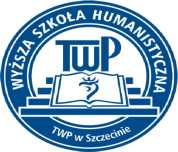 WYŻSZA SZKOŁA HUMANISTYCZNA
TWP
TWP w Szczecinie